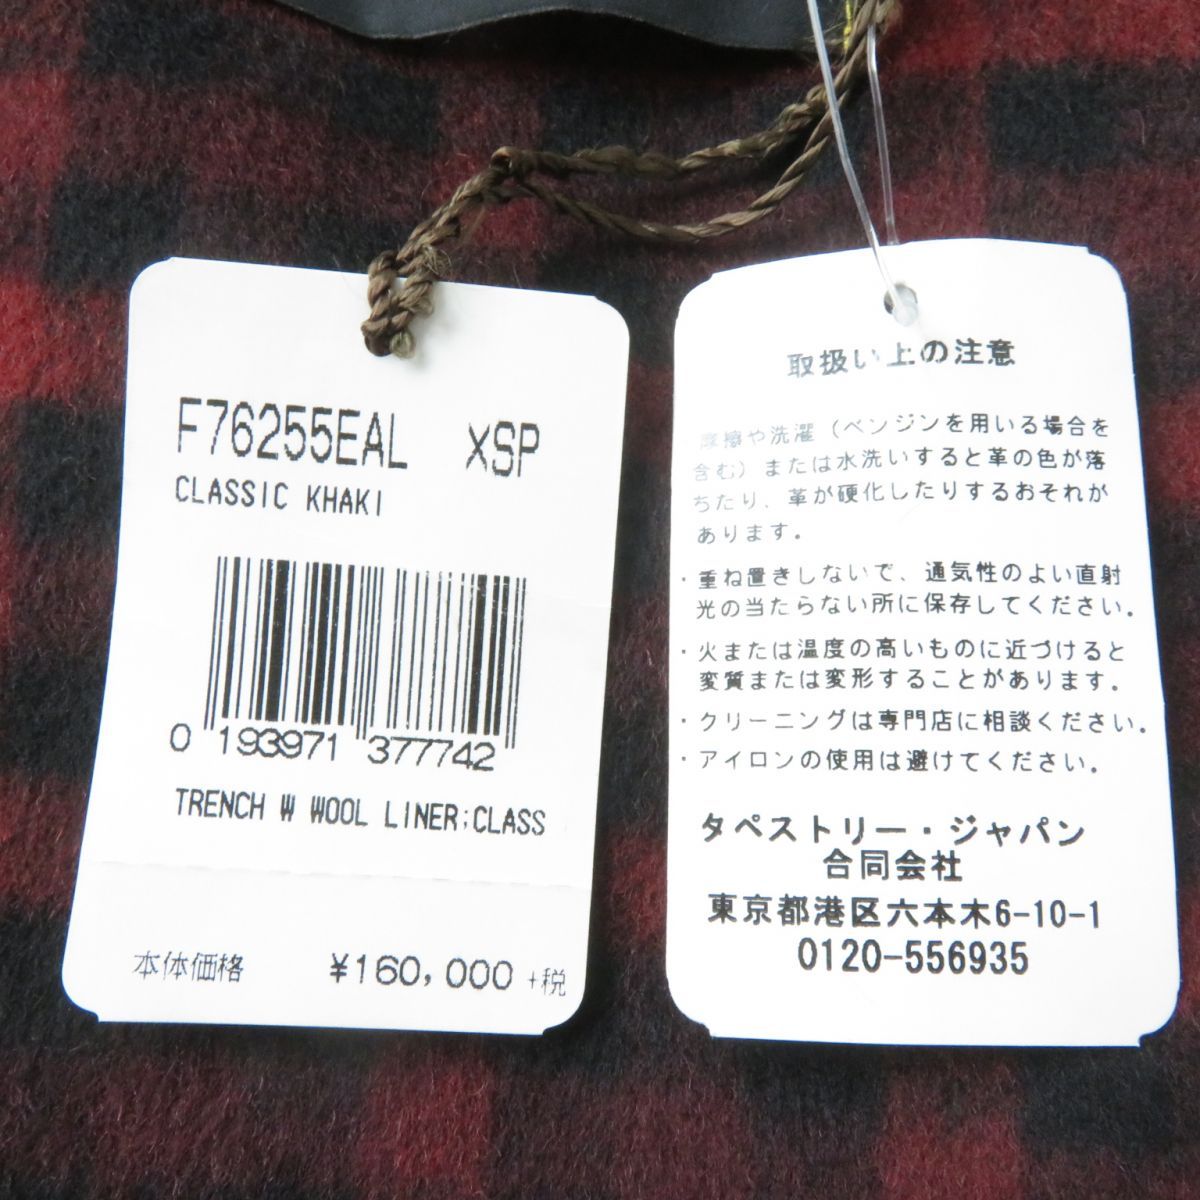 F76255EAL XSP
CLASSIC KHAKI
0 193971 377742
TRENCH W WOOL LINER;CLASS
本体価格 ¥160,000 +税
取扱い上の注意
摩擦や洗濯(ベンジンを用いる場合を
含む)または水洗いすると革の色が落
ちたり、革が硬化したりするおそれが
あります。
・重ね置きしないで、通気性のよい直射
光の当たらない所に保存してください。
・火または温度の高いものに近づけると
変質または変形することがあります。
・クリーニングは専門店に相談ください。
・アイロンの使用は避けてください。
タペストリー・ジャパン
合同会社
東京都港区六本木6-10-1
0120-556935